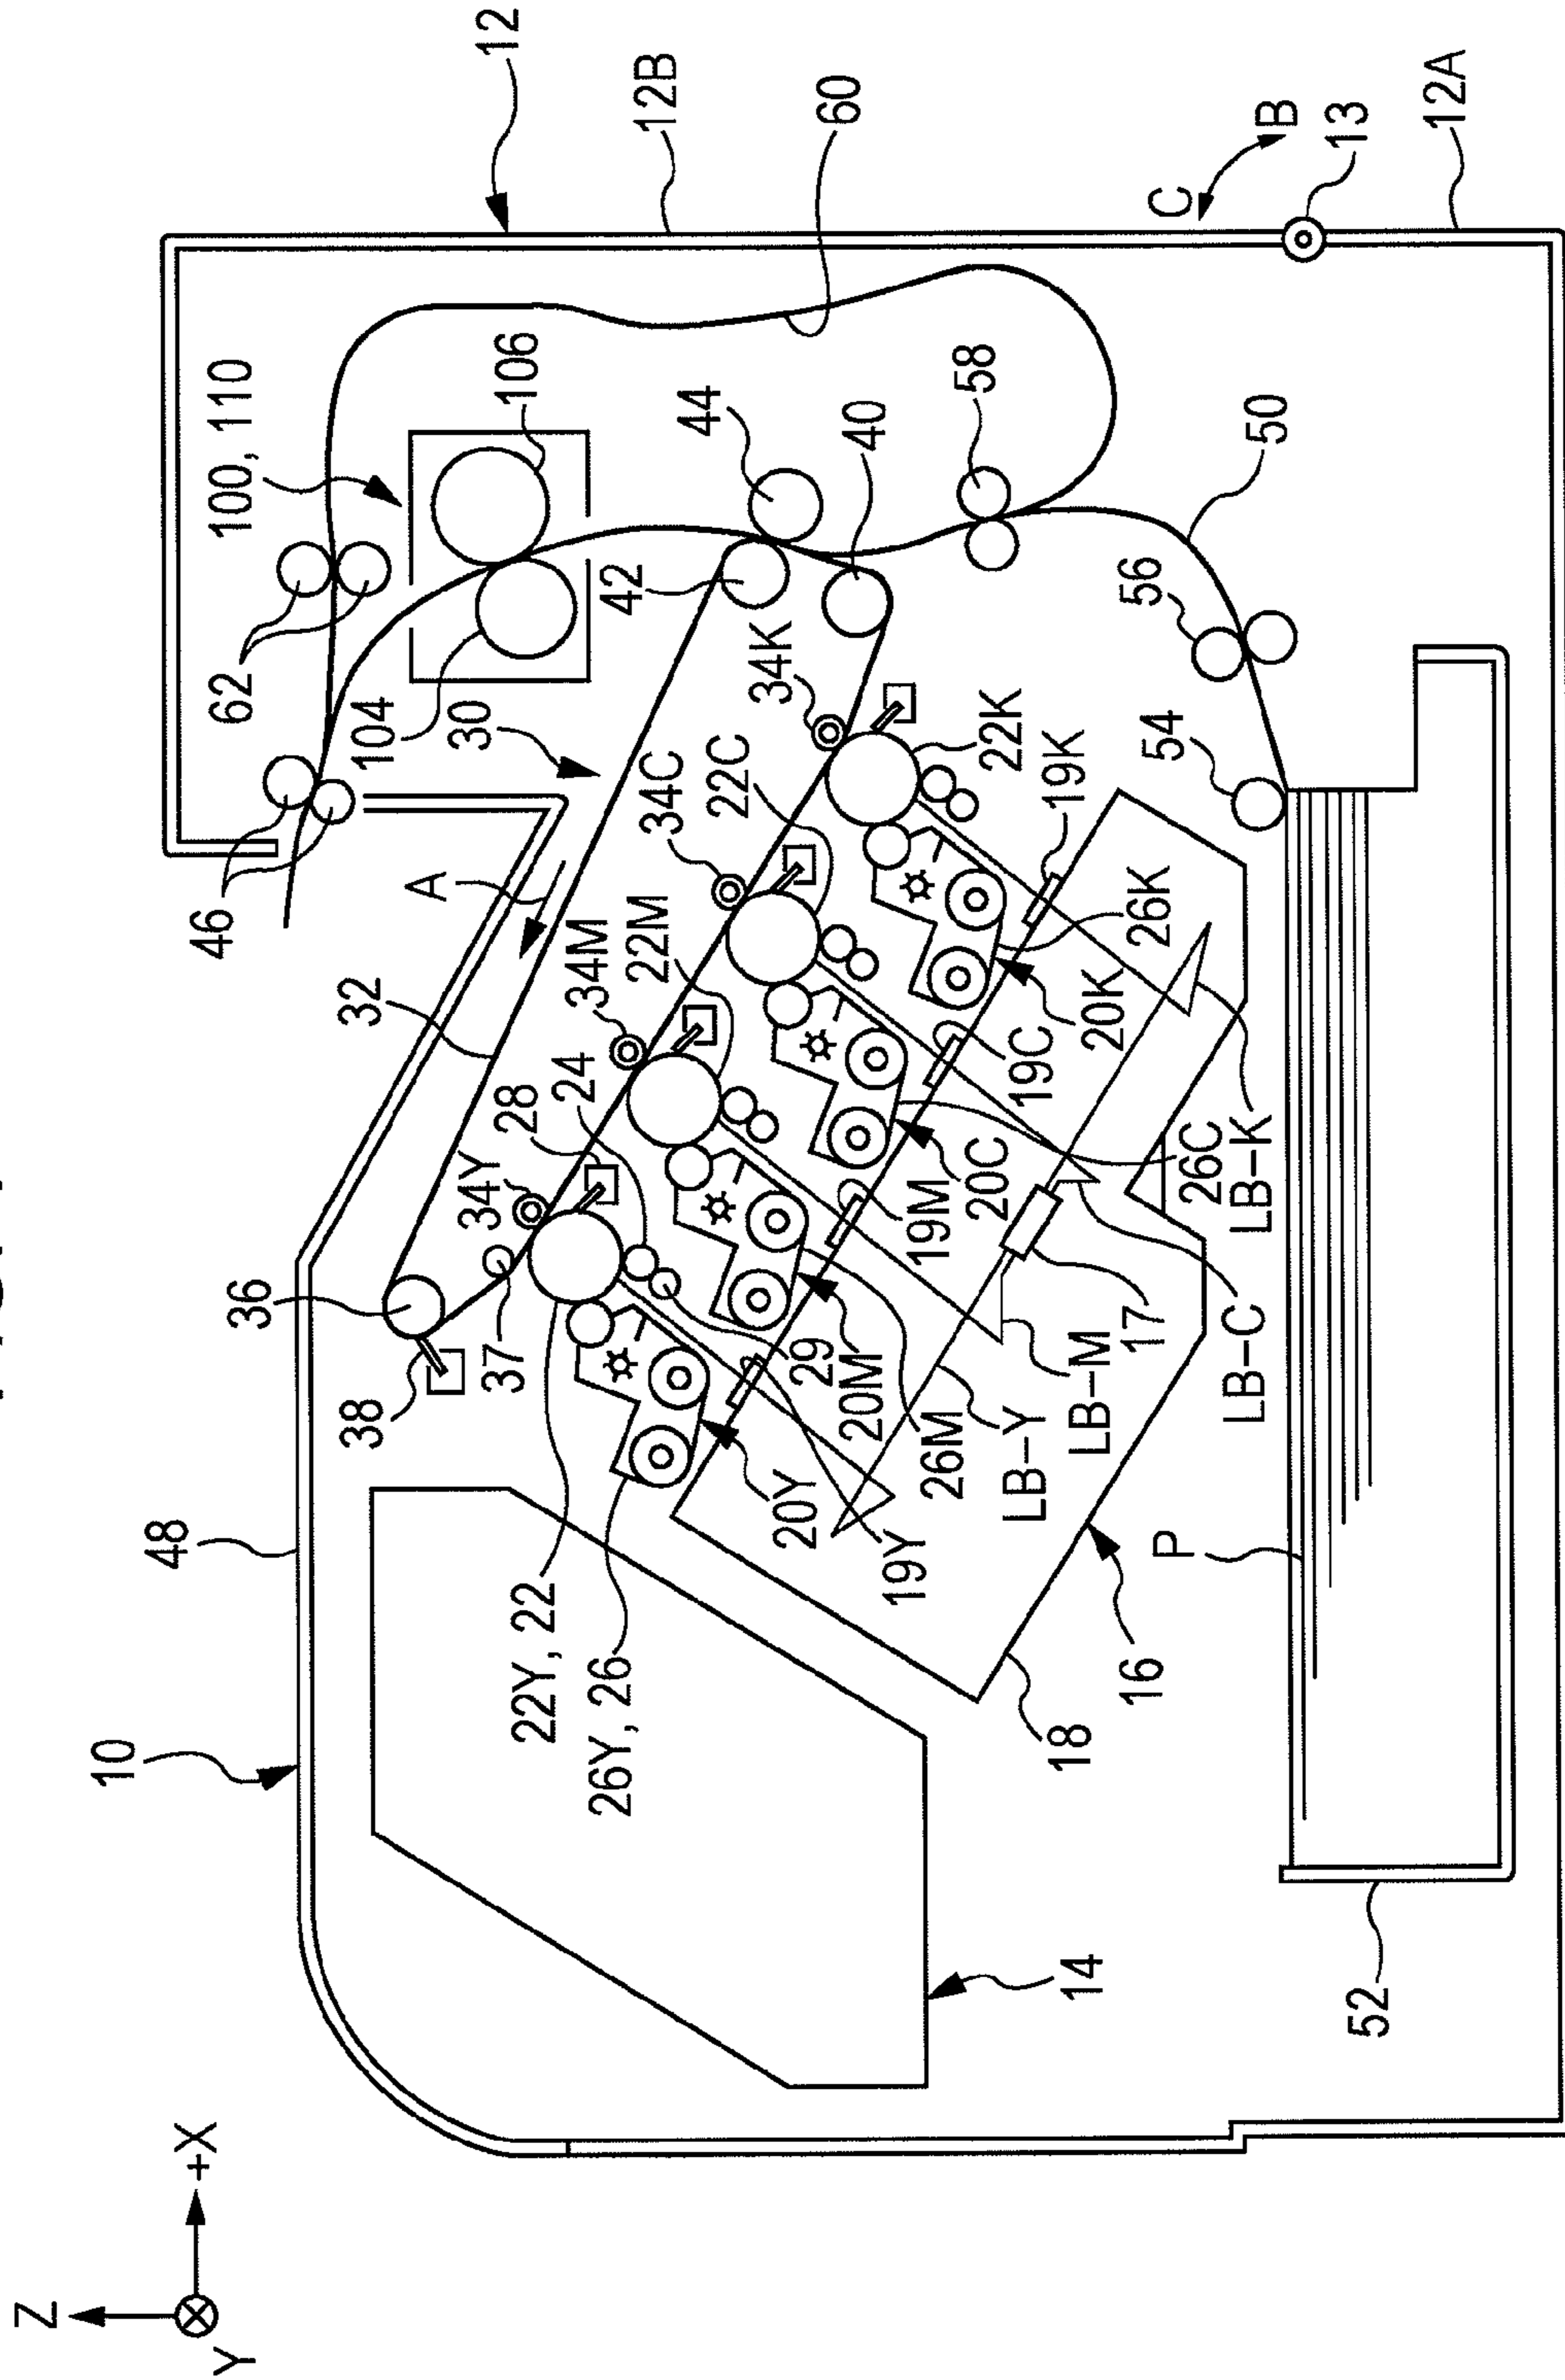 12
12B
60
C
B
13
12A
100, 110
106
44
40
58
50
62
104
42
56
54
46
30
34K
22K
19K
A
34C
22C
26K
20K
32
34M
22M
19C
LB-K
26C
36
34Y
28
24
19M
20C
17
LB-C
38
37
29
20M
26M
LB-M
LB-Y
48
22Y, 22
26Y, 26
20Y
19Y
P
10
18
16
14
52
Z
+X
Y